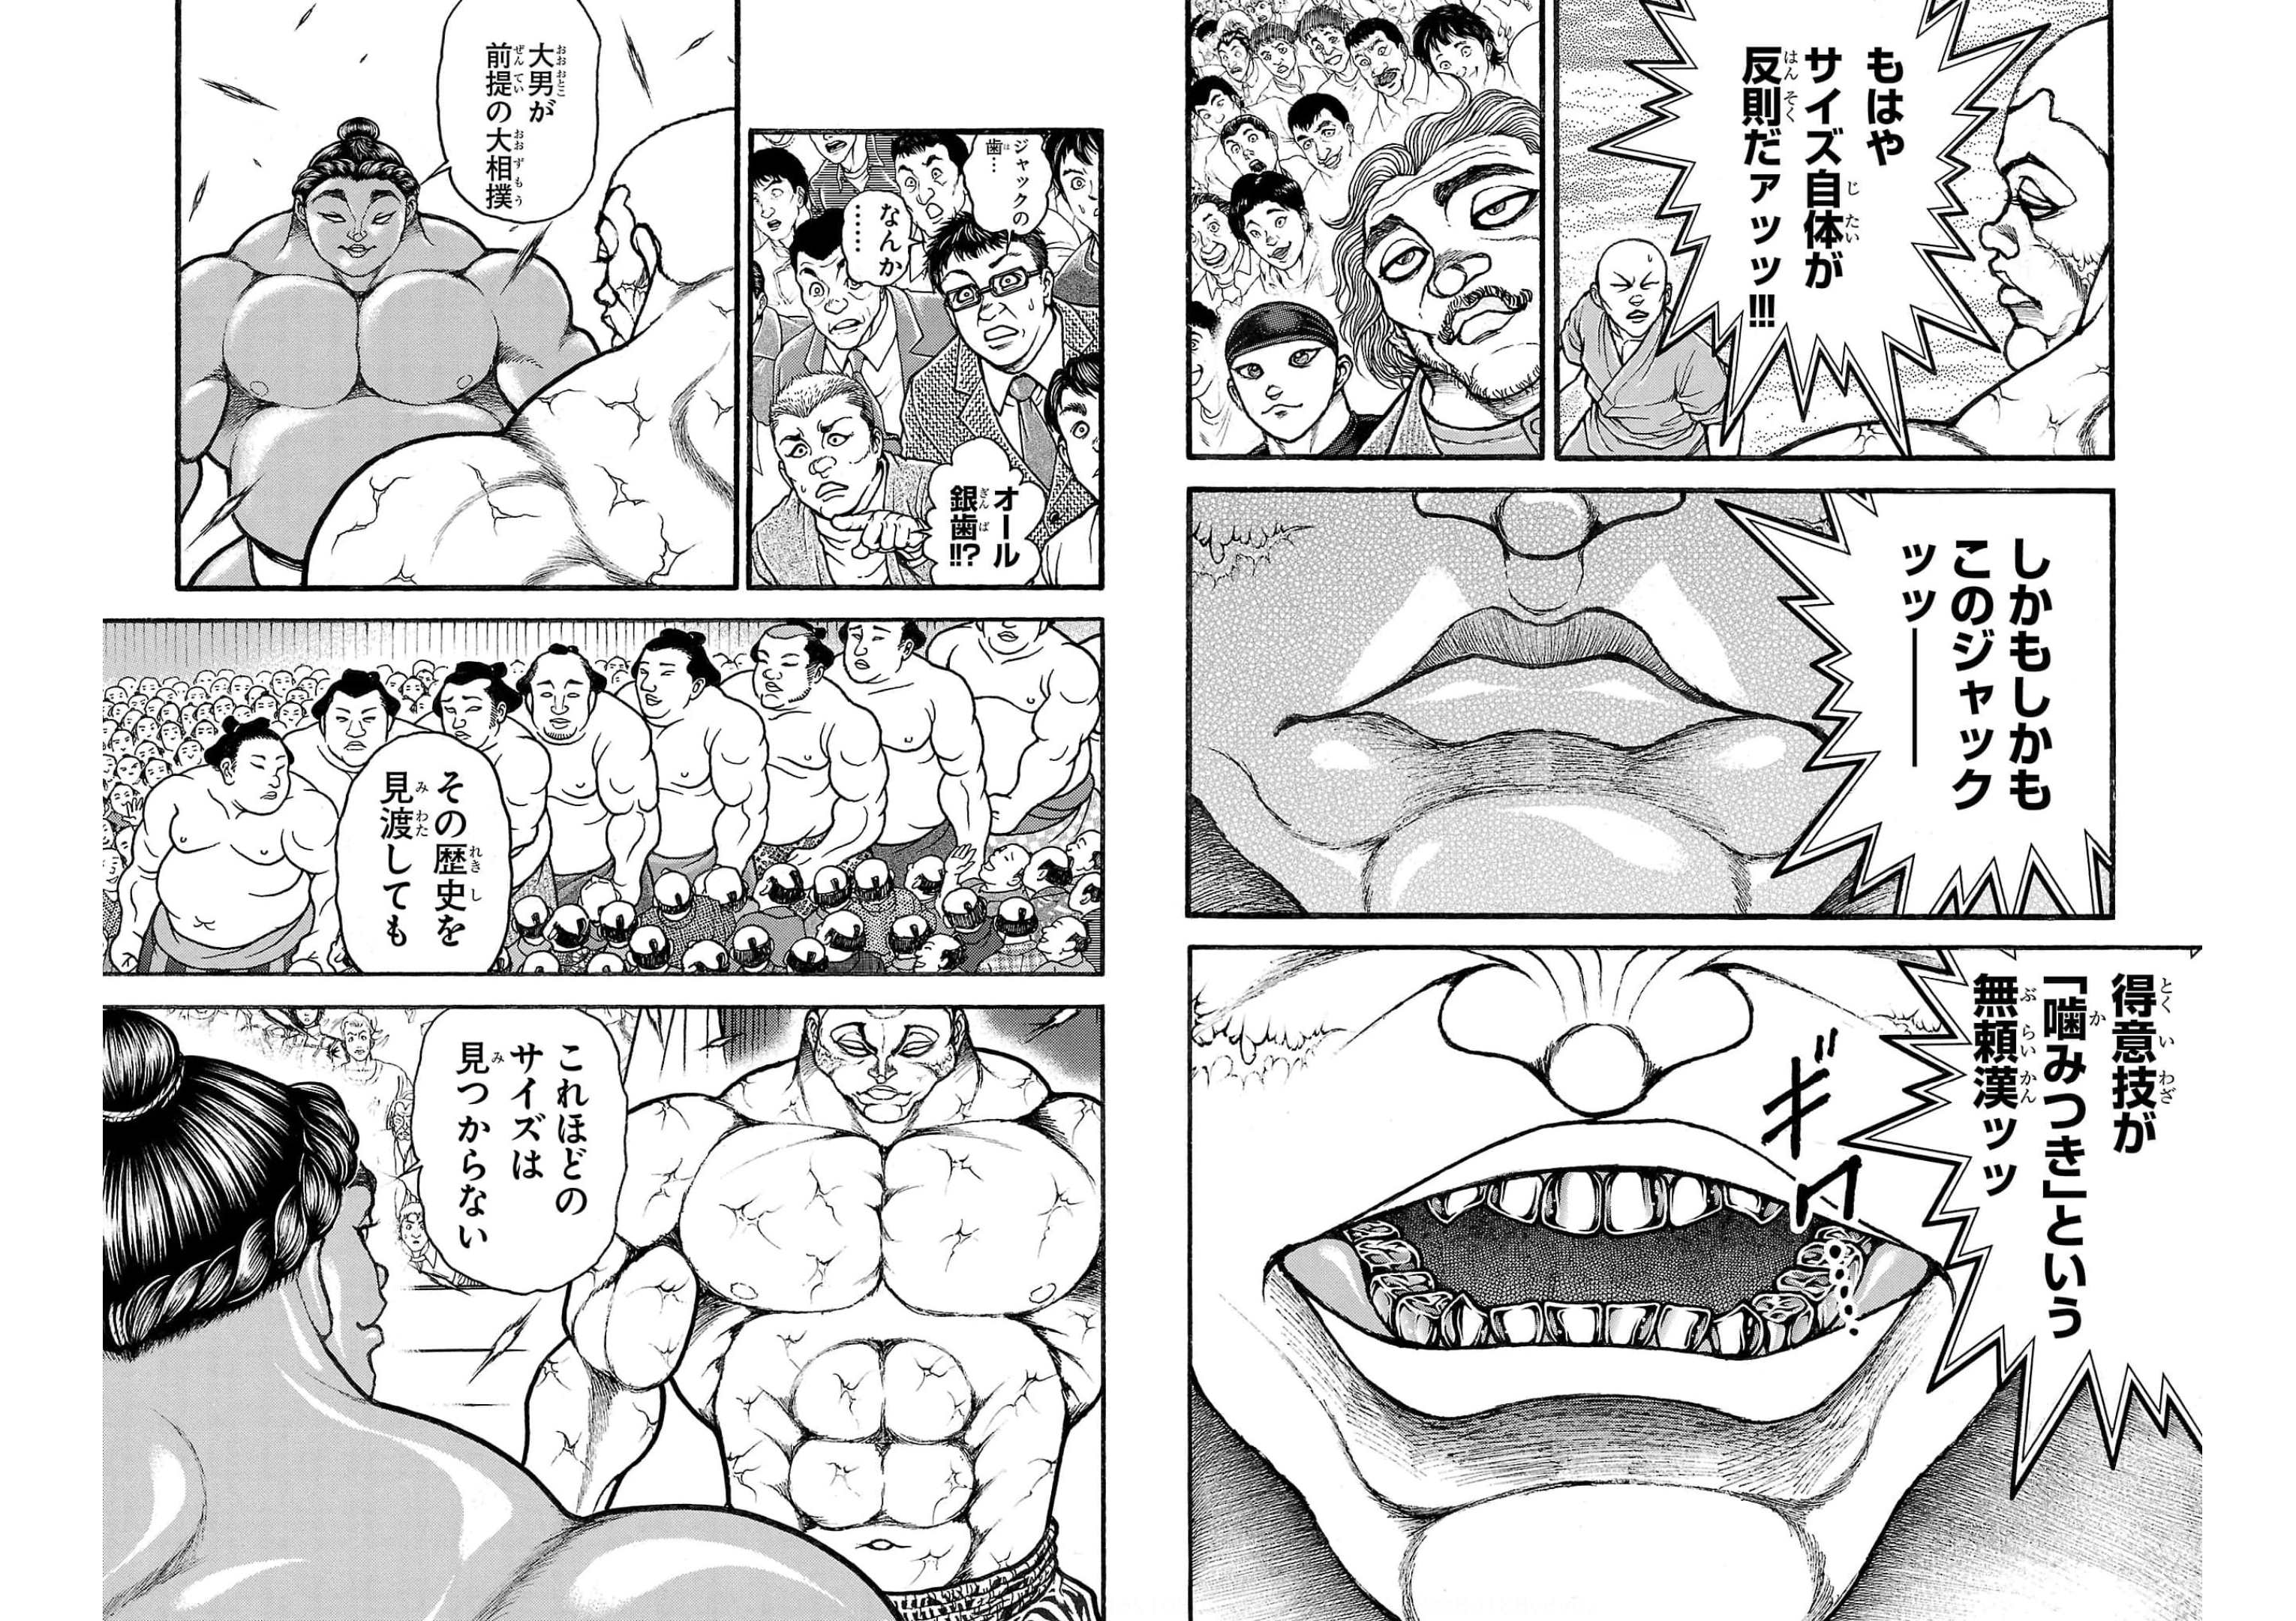 もはや
サイズ自体が
反則だァッッ!!!
しかもしかも
このジャック
ッッ――
得意技が
「噛みつき」という
無頼漢ッッ
ギャ
ジャックの
歯…
なんか
……
オール
銀歯!!?
大男が
前提の大相撲
その歴史を
見渡しても
これほどの
サイズは
見つからない